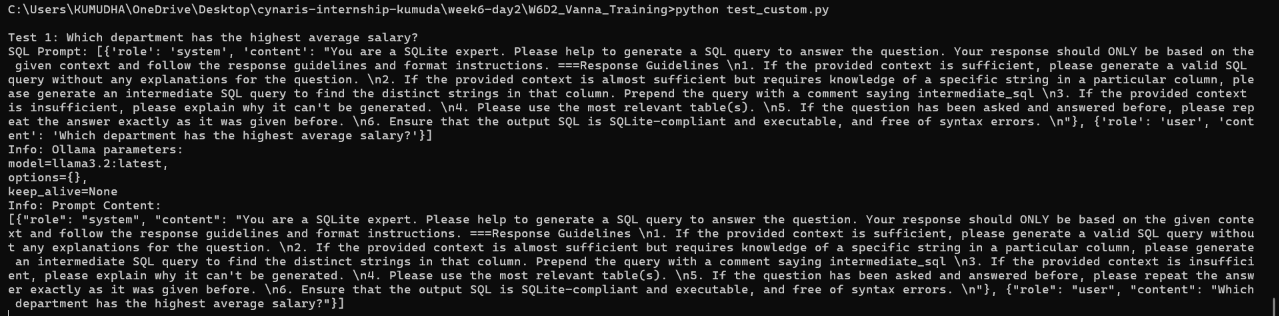 C:\Users\KUMUDHA\OneDrive\Desktop\cynaris-internship-kumuda\week6-day2\W6D2_Vanna_Training>python test_custom.py
Test 1: Which department has the highest average salary?
SQL Prompt: [{'role': 'system', 'content': "You are a SQLite expert. Please help to generate a SQL query to answer the question. Your response should ONLY be based on the
 given context and follow the response guidelines and format instructions. ===Response Guidelines \n1. If the provided context is sufficient, please generate a valid SQL
query without any explanations for the question. \n2. If the provided context is almost sufficient but requires knowledge of a specific string in a particular column, ple
ase generate an intermediate SQL query to find the distinct strings in that column. Prepend the query with a comment saying intermediate_sql \n3. If the provided context
is insufficient, please explain why it can't be generated. \n4. Please use the most relevant table(s). \n5. If the question has been asked and answered before, please rep
eat the answer exactly as it was given before. \n6. Ensure that the output SQL is SQLite-compliant and executable, and free of syntax errors. \n"}, {'role': 'user', 'cont
ent': 'Which department has the highest average salary?'}]
Info: Ollama parameters:
model=llama3.2:latest,
options={},
keep_alive=None
Info: Prompt Content:
[{"role": "system", "content": "You are a SQLite expert. Please help to generate a SQL query to answer the question. Your response should ONLY be based on the given conte
xt and follow the response guidelines and format instructions. ===Response Guidelines \n1. If the provided context is sufficient, please generate a valid SQL query withou
t any explanations for the question. \n2. If the provided context is almost sufficient but requires knowledge of a specific string in a particular column, please generate
 an intermediate SQL query to find the distinct strings in that column. Prepend the query with a comment saying intermediate_sql \n3. If the provided context is insuffici
ent, please explain why it can't be generated. \n4. Please use the most relevant table(s). \n5. If the question has been asked and answered before, please repeat the answ
er exactly as it was given before. \n6. Ensure that the output SQL is SQLite-compliant and executable, and free of syntax errors. \n"}, {"role": "user", "content": "Which
 department has the highest average salary?"}]